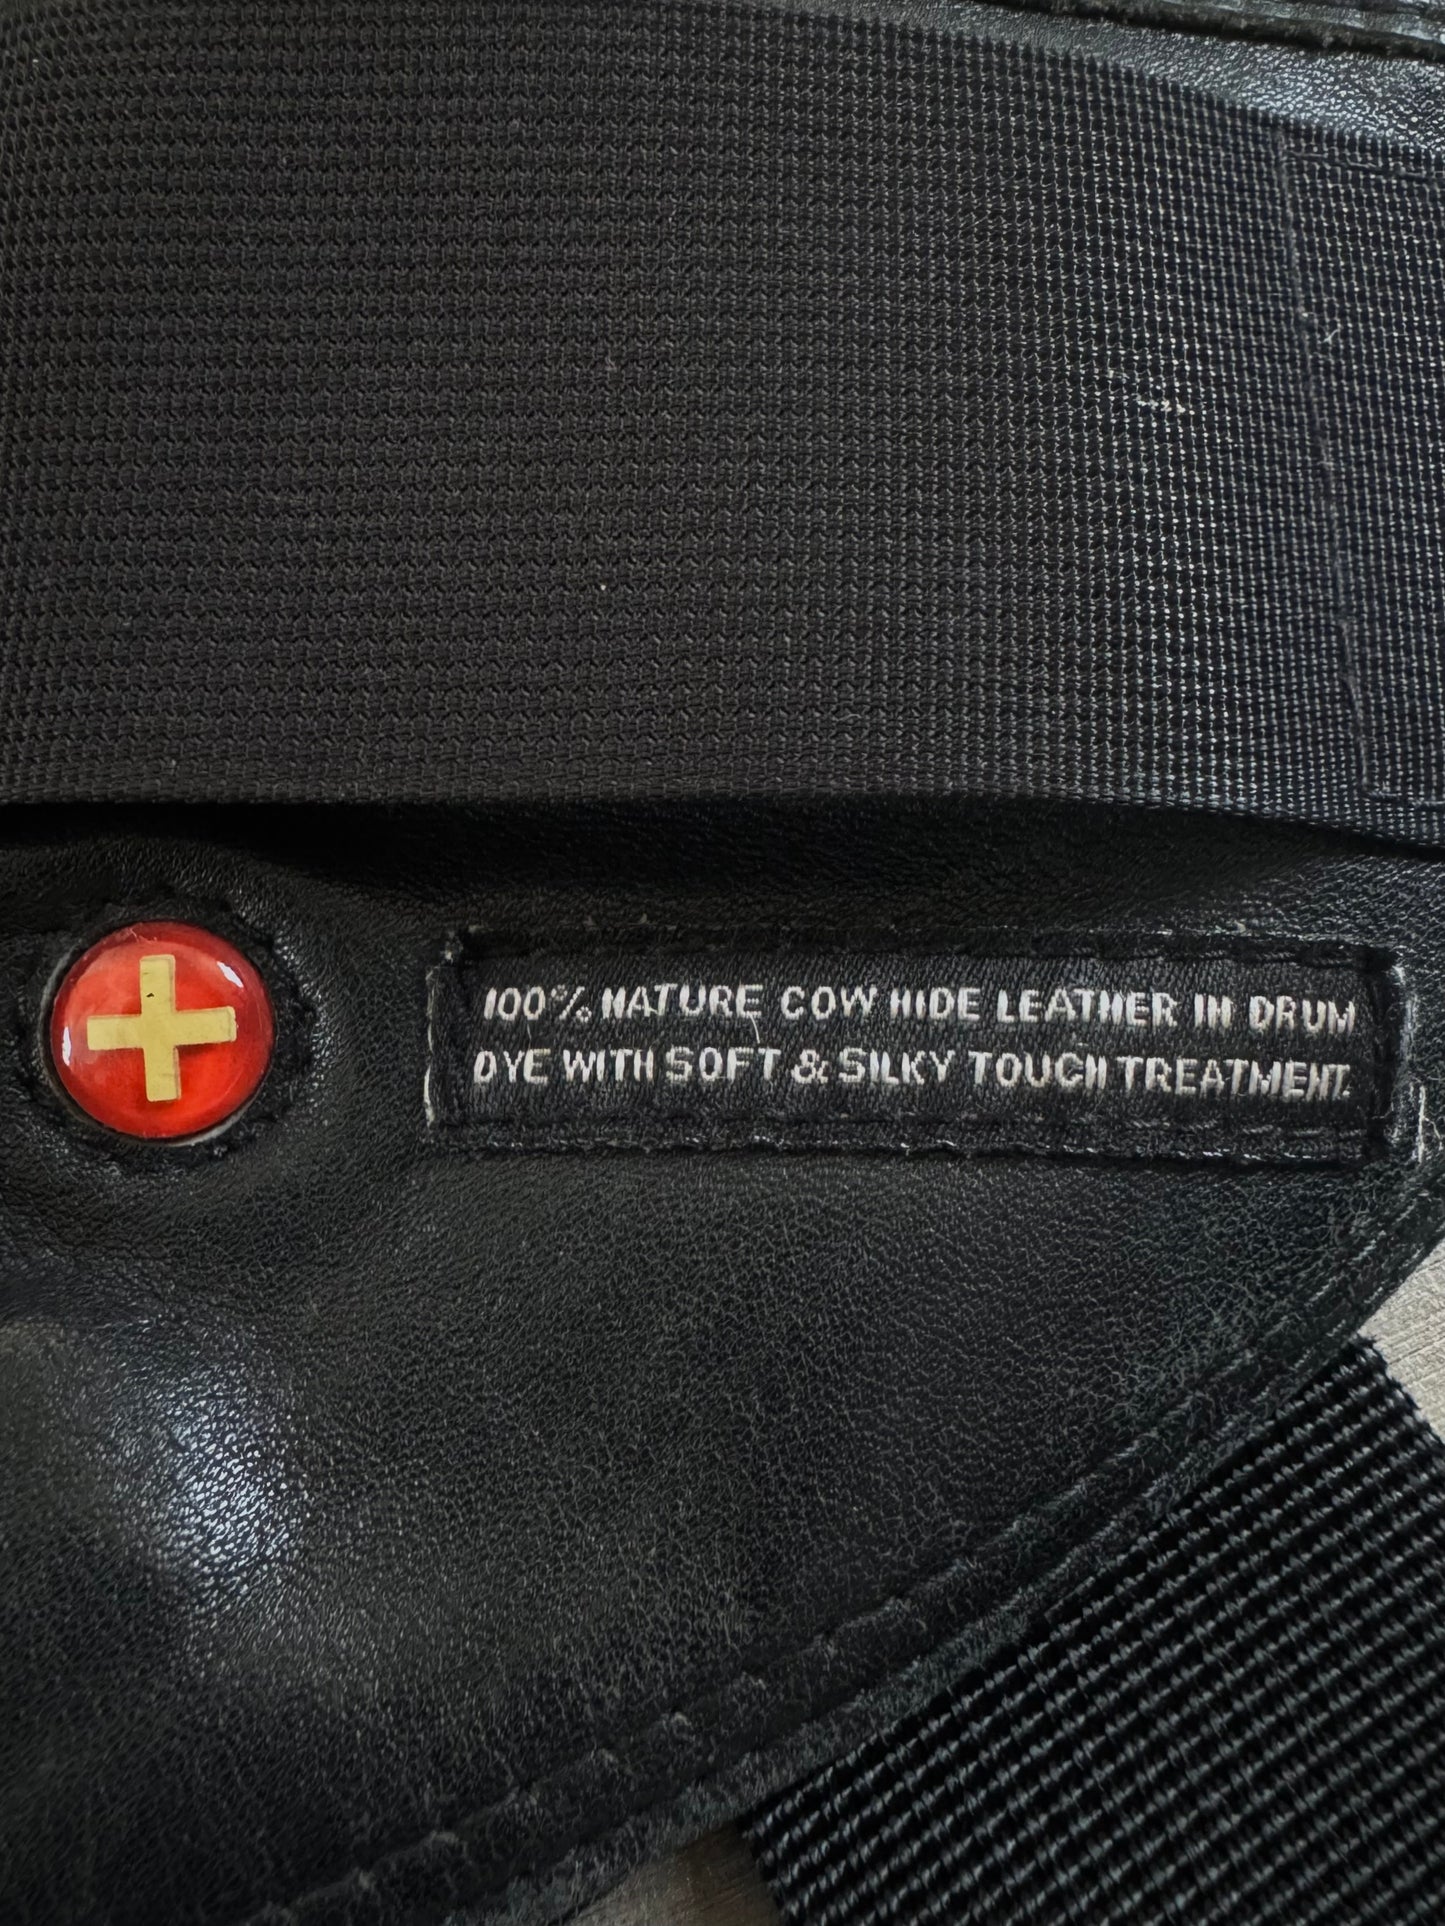 100% NATURE COW HIDE LEATHER IN DRUM
DYE WITH SOFT & SILKY TOUCH TREATMENT.